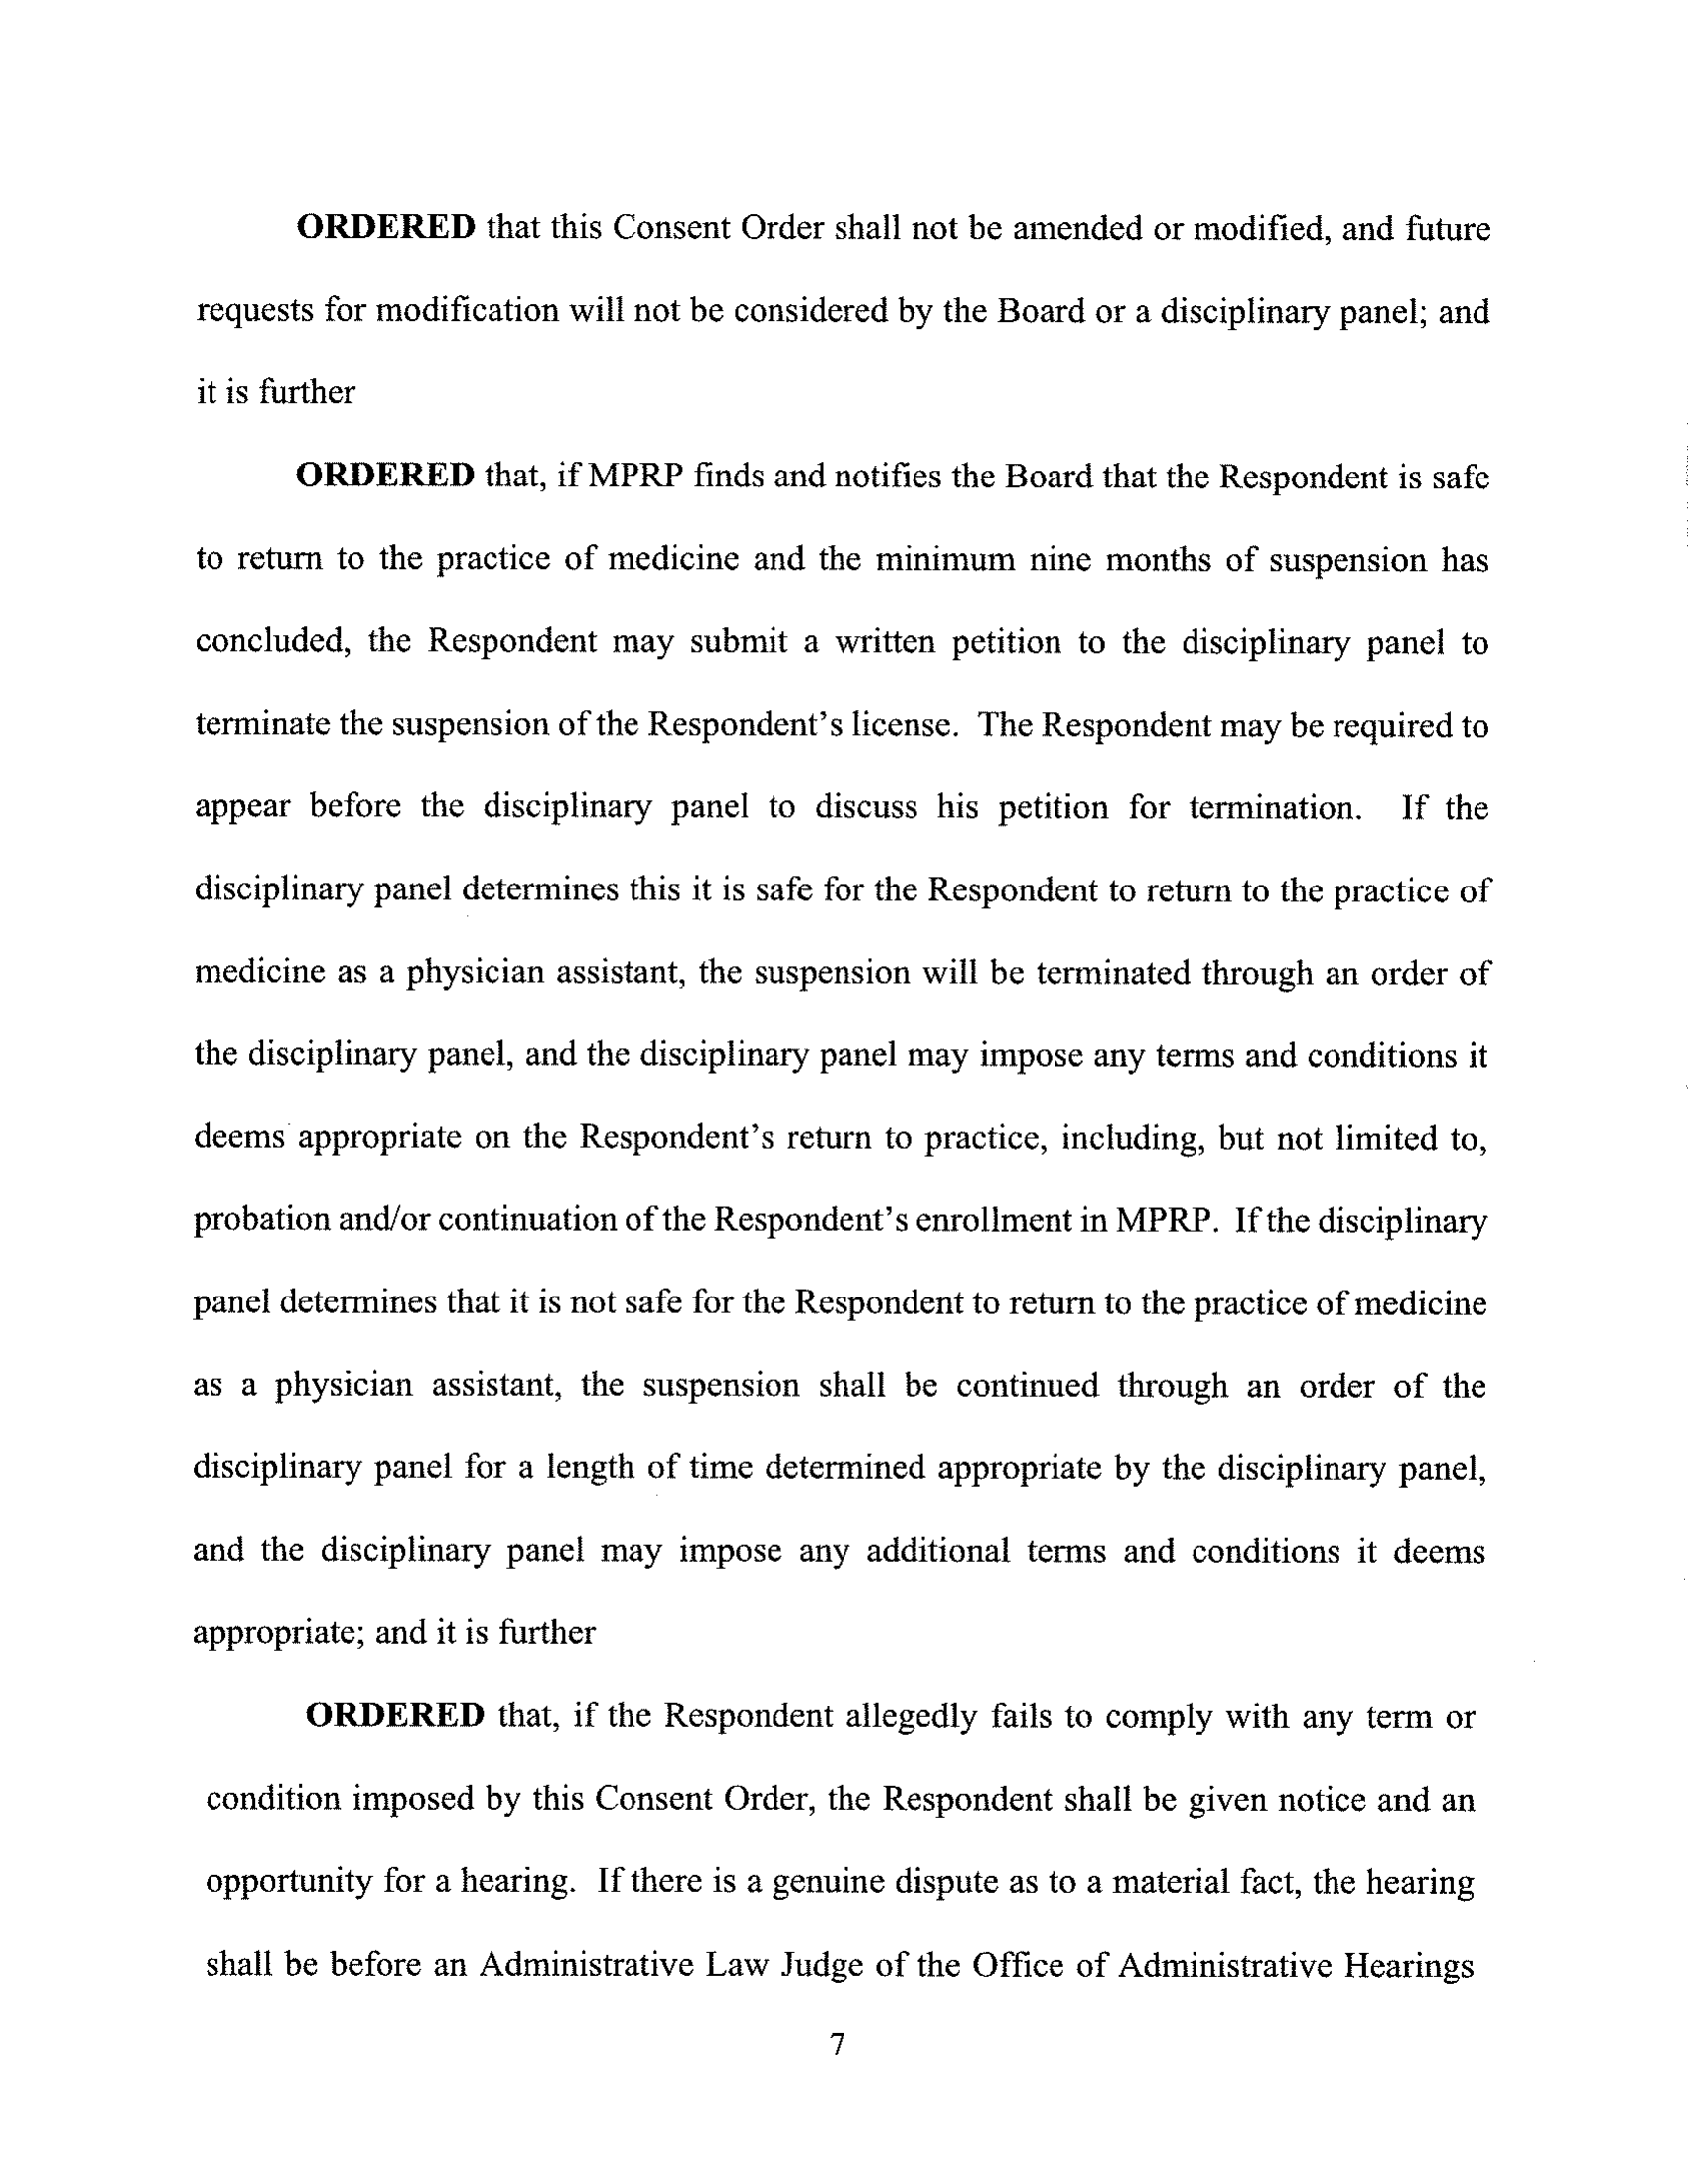 ORDERED that this Consent Order shall not be amended or modified, and future
requests for modification will not be considered by the Board or a disciplinary panel; and
it is further
ORDERED that, if MPRP finds and notifies the Board that the Respondent is safe
to return to the practice of medicine and the minimum nine months of suspension has
concluded, the Respondent may submit a written petition to the disciplinary panel to
terminate the suspension of the Respondent's license. The Respondent may be required to
appear before the disciplinary panel to discuss his petition for termination. If the
disciplinary panel determines this it is safe for the Respondent to return to the practice of
medicine as a physician assistant, the suspension will be terminated through an order of
the disciplinary panel, and the disciplinary panel may impose any terms and conditions it
deems appropriate on the Respondent's return to practice, including, but not limited to,
probation and/or continuation of the Respondent's enrollment in MPRP. If the disciplinary
panel determines that it is not safe for the Respondent to return to the practice of medicine
as a physician assistant, the suspension shall be continued through an order of the
disciplinary panel for a length of time determined appropriate by the disciplinary panel,
and the disciplinary panel may impose any additional terms and conditions it deems
appropriate; and it is further
ORDERED that, if the Respondent allegedly fails to comply with any term or
condition imposed by this Consent Order, the Respondent shall be given notice and an
opportunity for a hearing. If there is a genuine dispute as to a material fact, the hearing
shall be before an Administrative Law Judge of the Office of Administrative Hearings
7